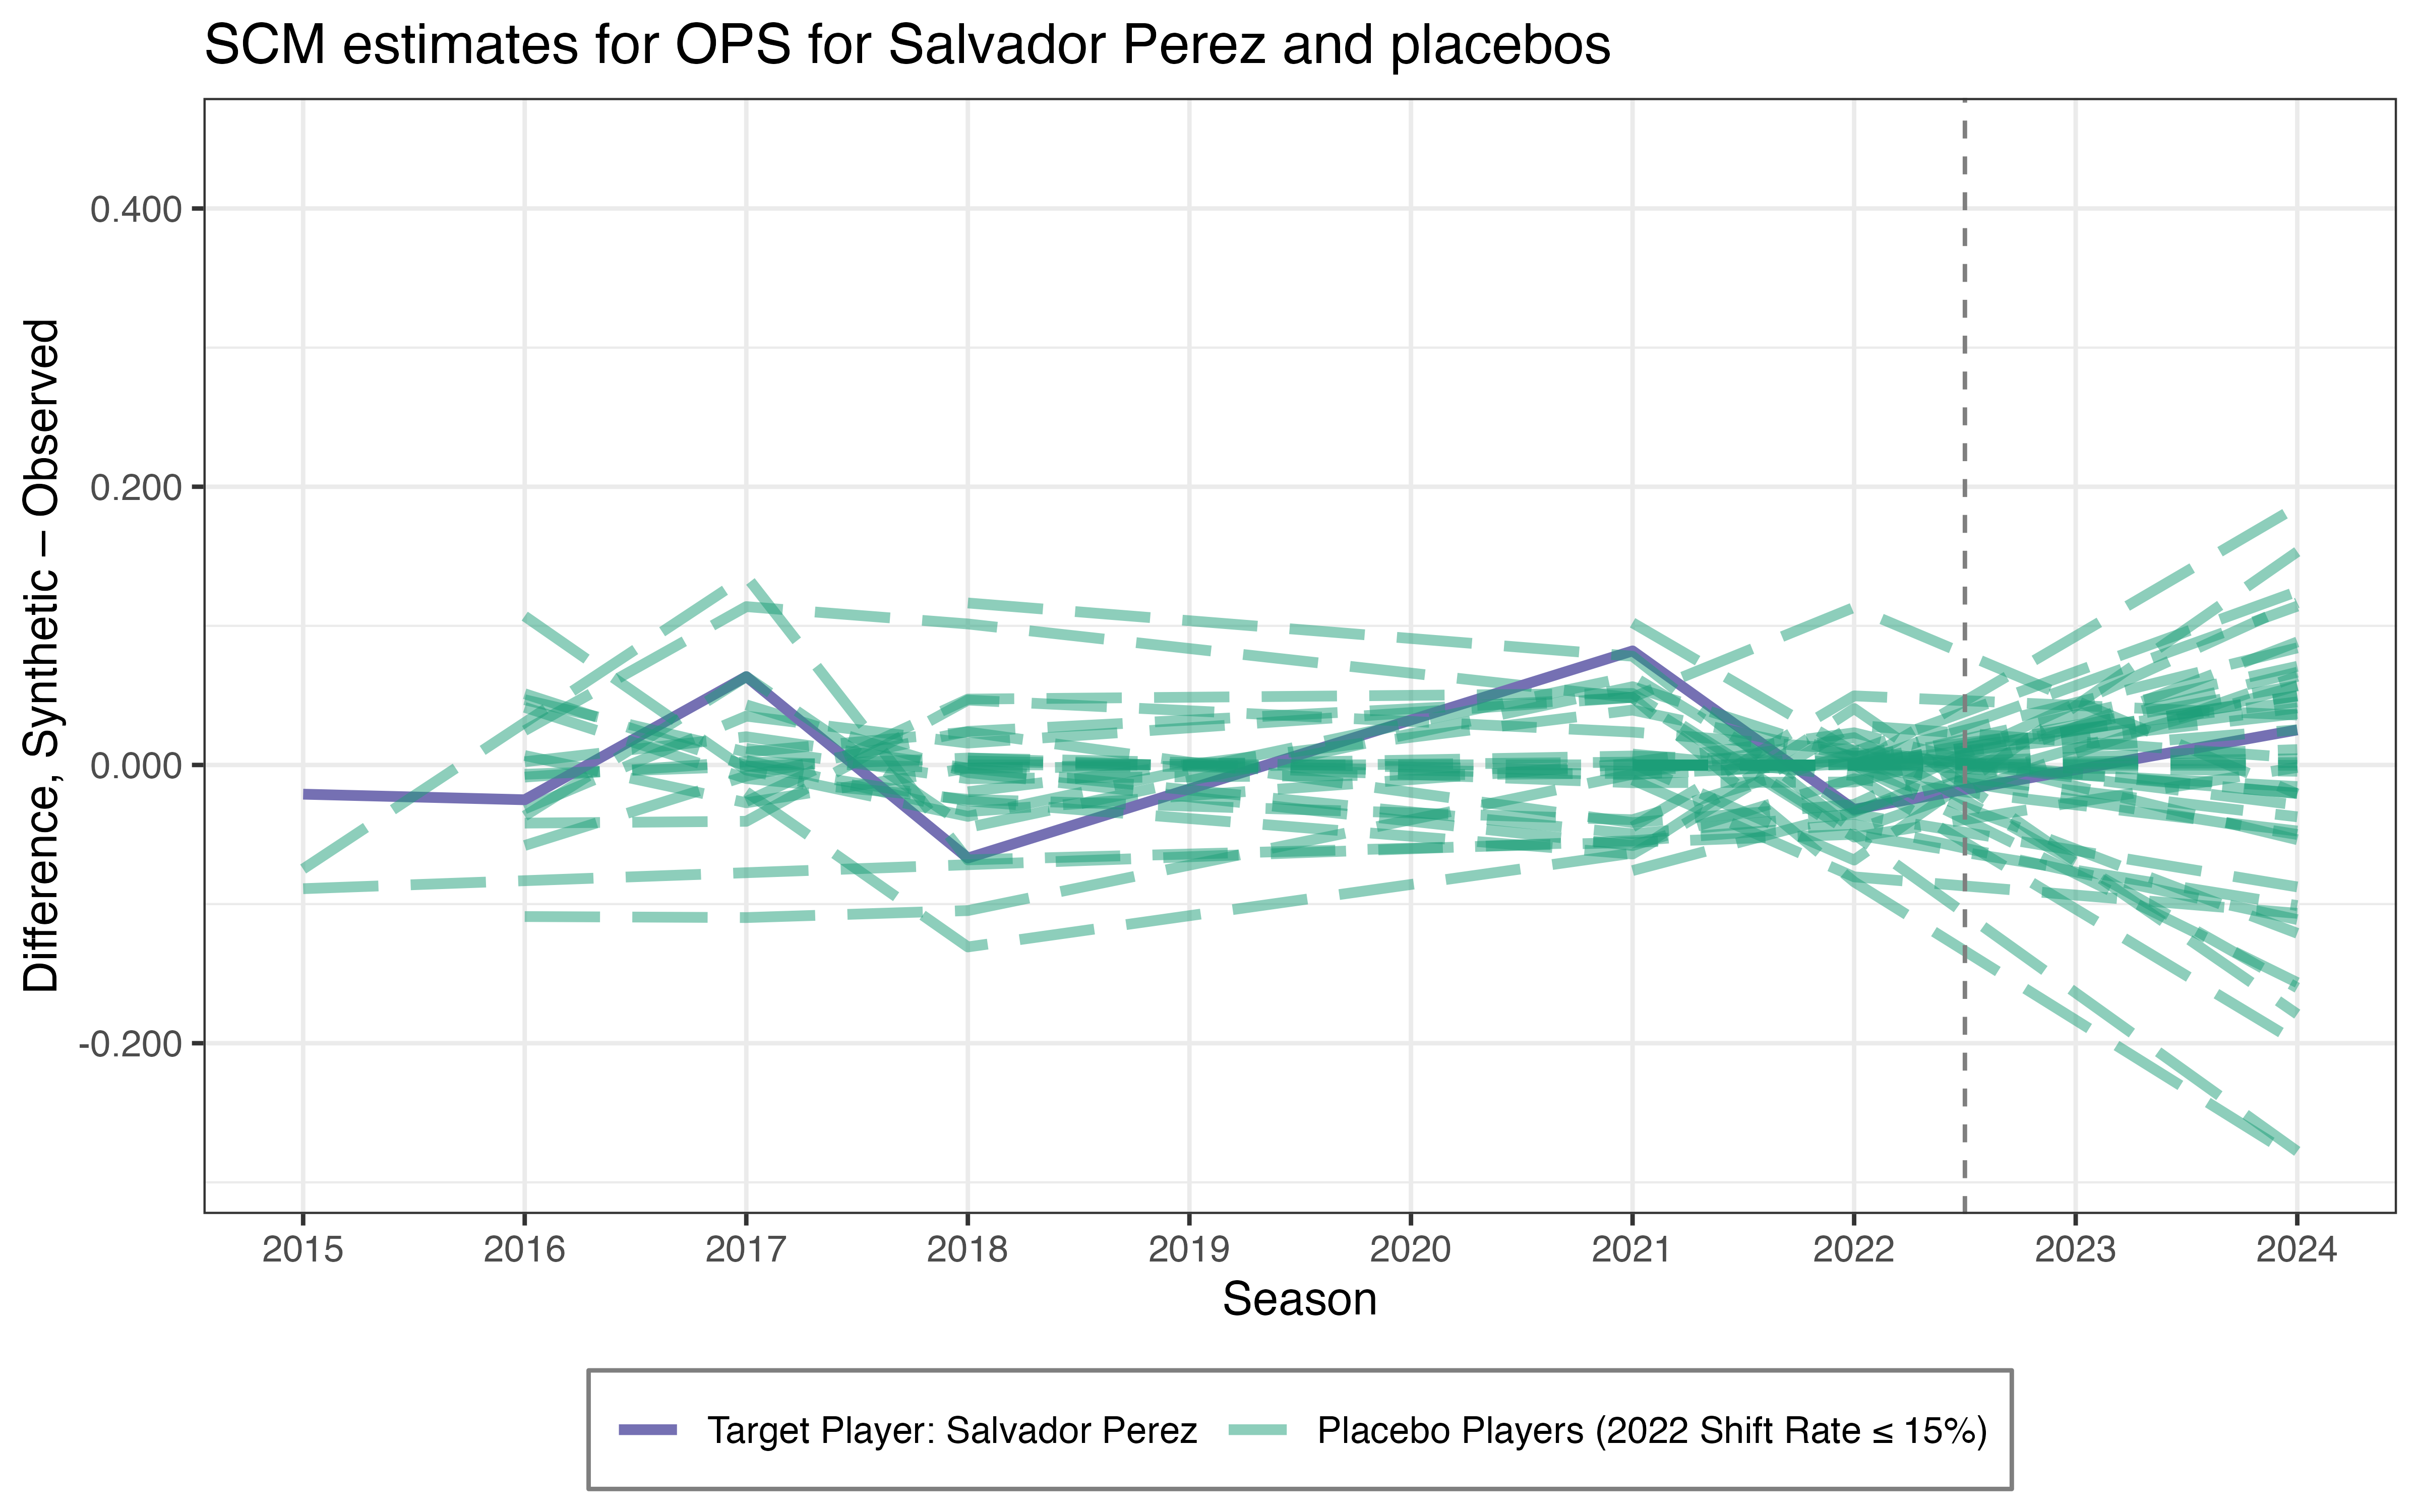 SCM estimates for OPS for Salvador Perez and placebos
Difference, Synthetic − Observed
0.400
0.200
0.000
-0.200
2015 2016 2017 2018 2019 2020 2021 2022 2023 2024
Season
Target Player: Salvador Perez Placebo Players (2022 Shift Rate ≤ 15%)